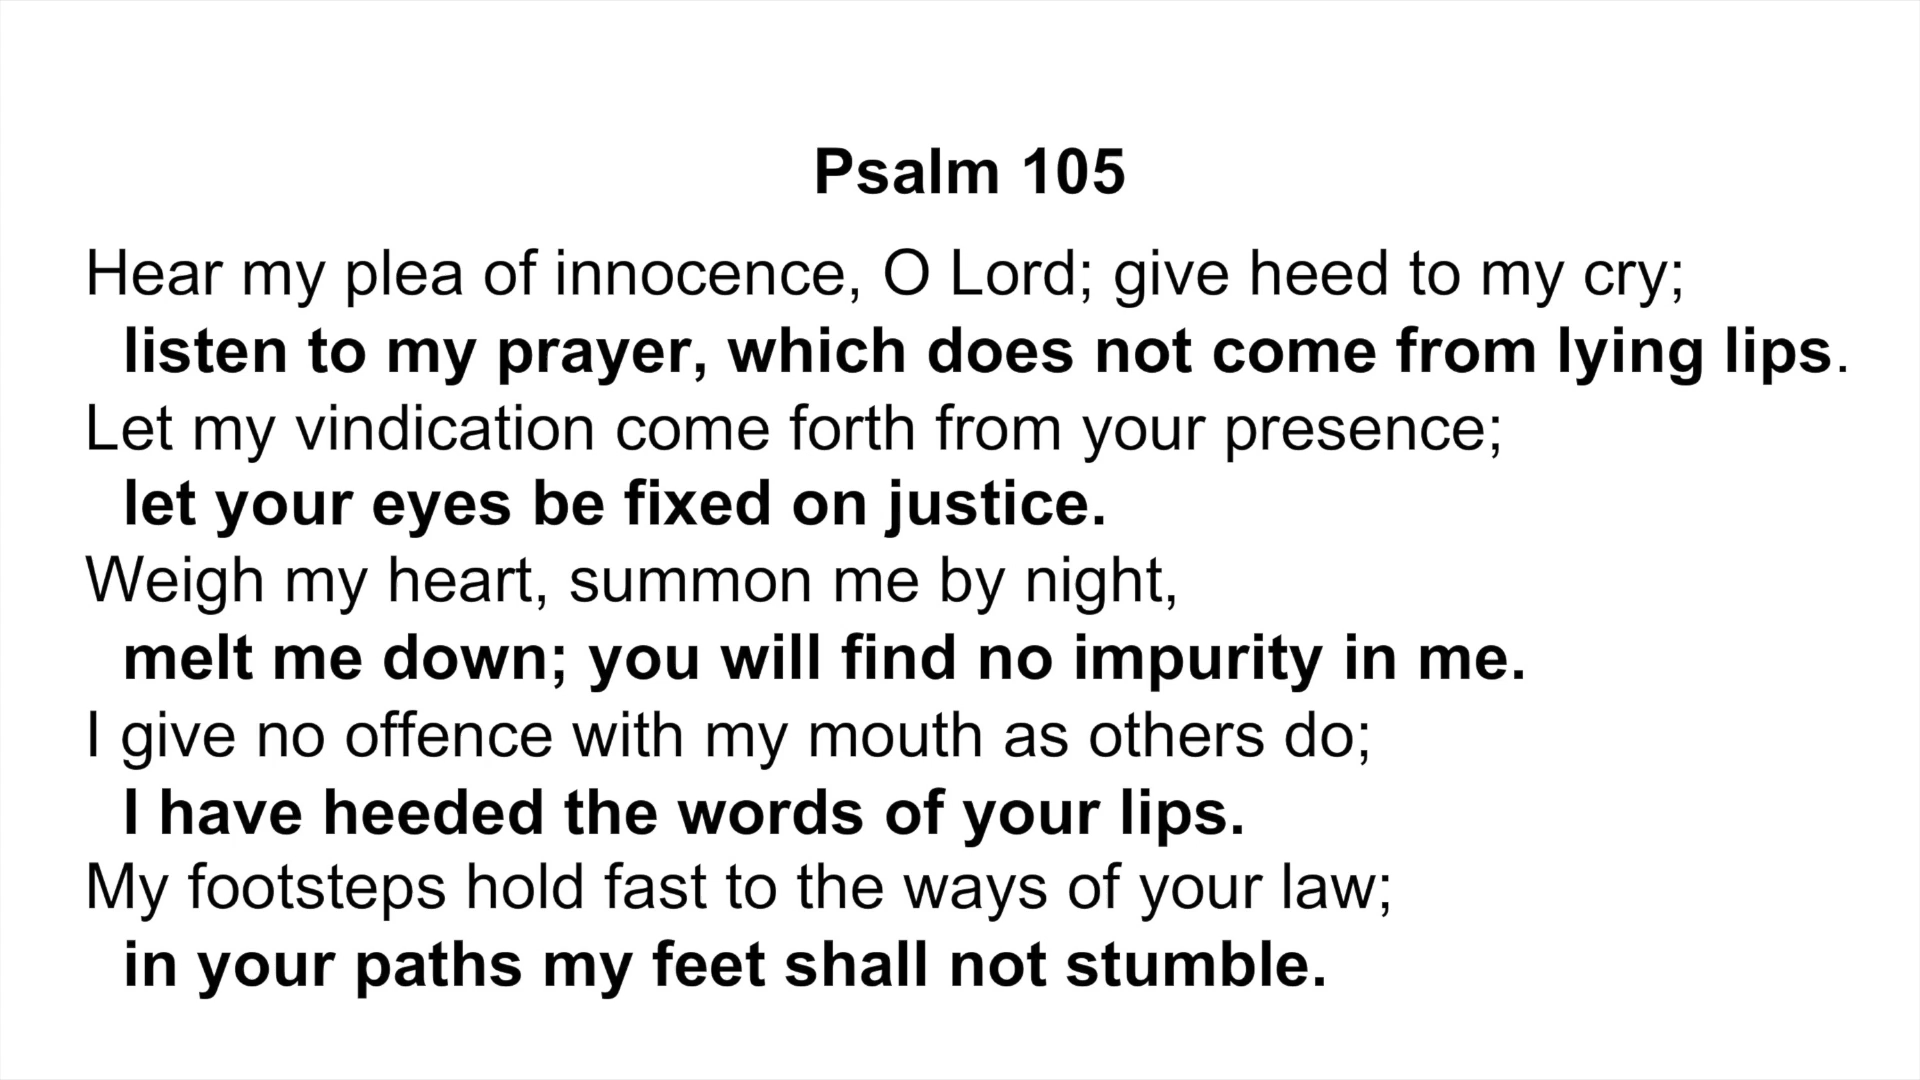 Psalm 105
Hear my plea of innocence, O Lord; give heed to my cry;
listen to my prayer, which does not come from lying lips.
Let my vindication come forth from your presence;
let your eyes be fixed on justice.
Weigh my heart, summon me by night,
melt me down; you will find no impurity in me.
I give no offence with my mouth as others do;
I have heeded the words of your lips.
My footsteps hold fast to the ways of your law;
in your paths my feet shall not stumble.